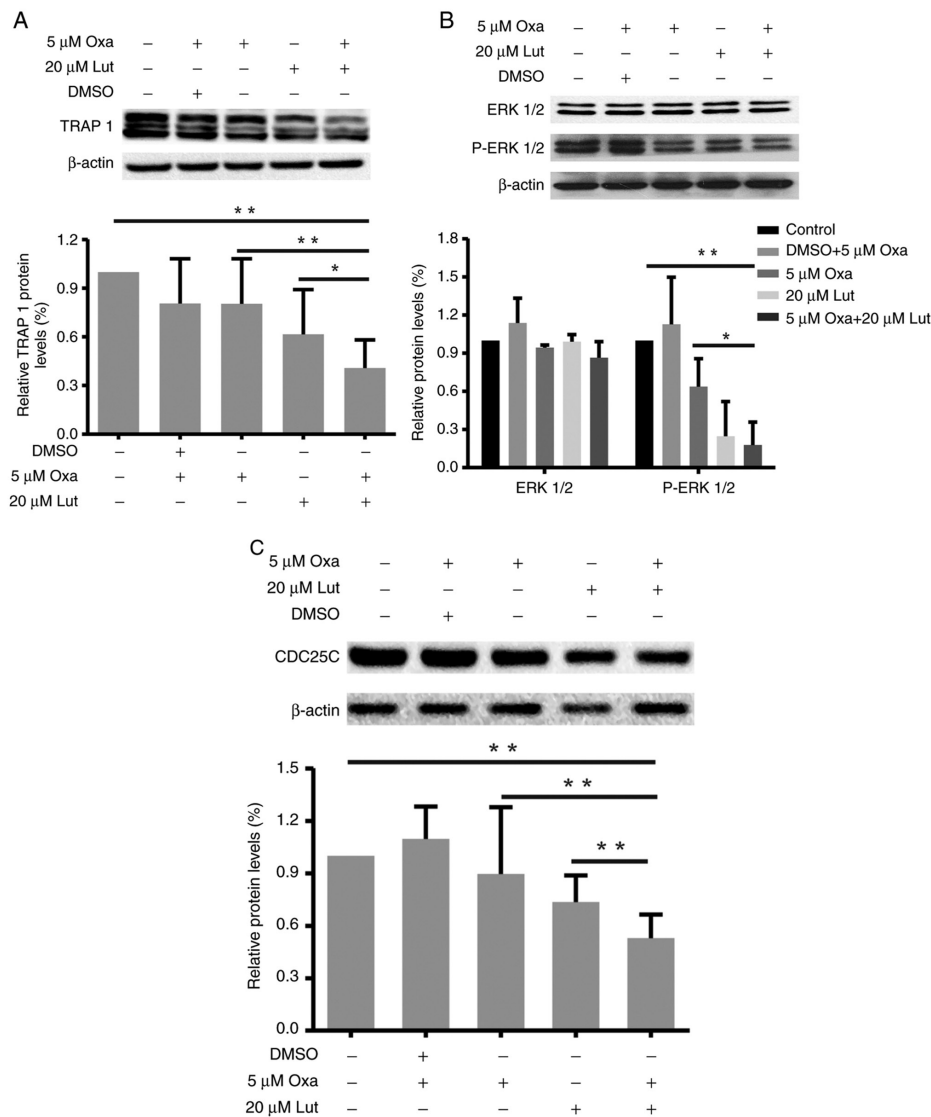 A
5 μM Oxa – + + – +
20 μM Lut – – – + +
DMSO – + – – –
TRAP 1
β-actin
* *
* *
*
Relative TRAP 1 protein
levels (%)
1.2
0.9
0.6
0.3
0.0
DMSO – + – – –
5 μM Oxa – + + – +
20 μM Lut – – – + +
B
5 μM Oxa – + + – +
20 μM Lut – – – + +
DMSO – + – – –
ERK 1/2
P-ERK 1/2
β-actin
Control
DMSO+5 μM Oxa
5 μM Oxa
20 μM Lut
5 μM Oxa+20 μM Lut
* *
*
Relative protein levels (%)
1.8
1.5
1.2
0.9
0.6
0.3
0.0
ERK 1/2 P-ERK 1/2
C
5 μM Oxa – + + – +
20 μM Lut – – – + +
DMSO – + – – –
CDC25C
β-actin
* *
* *
* *
Relative protein levels (%)
1.5
1.2
0.9
0.6
0.3
0.0
DMSO – + – – –
5 μM Oxa – + + – +
20 μM Lut – – – + +